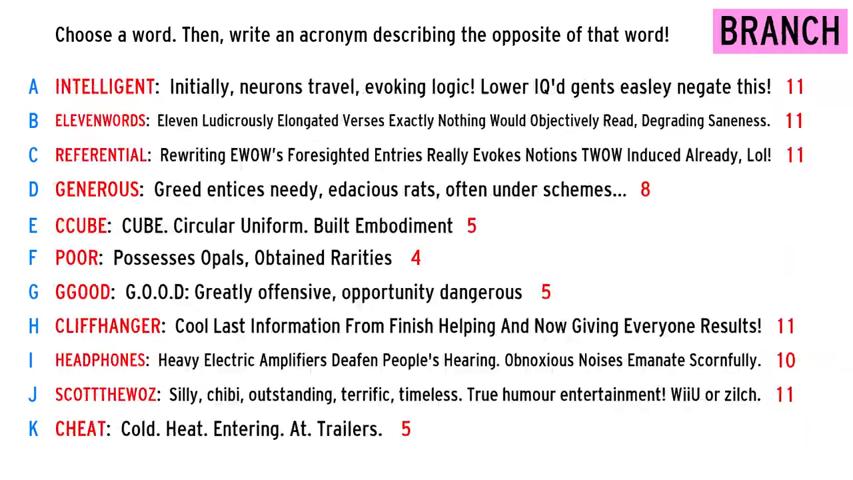 Choose a word. Then, write an acronym describing the opposite of that word!
BRANCH
A INTELLIGENT: Initially, neurons travel, evoking logic! Lower IQ'd gents easley negate this! 11
B ELEVENWORDS: Eleven Ludicrously Elongated Verses Exactly Nothing Would Objectively Read, Degrading Saneness. 11
C REFERENTIAL: Rewriting EWOW's Foresighted Entries Really Evokes Notions TWOW Induced Already, Lol! 11
D GENEROUS: Greed entices needy, edacious rats, often under schemes... 8
E CCUBE: CUBE. Circular Uniform. Built Embodiment 5
F POOR: Possesses Opals, Obtained Rarities 4
G GGOOD: G.O.O.D: Greatly offensive, opportunity dangerous 5
H CLIFFHANGER: Cool Last Information From Finish Helping And Now Giving Everyone Results! 11
I HEADPHONES: Heavy Electric Amplifiers Deafen People's Hearing. Obnoxious Noises Emanate Scornfully. 10
J SCOTTTHEWOZ: Silly, chibi, outstanding, terrific, timeless. True humour entertainment! WiiU or zilch. 11
K CHEAT: Cold. Heat. Entering. At. Trailers. 5